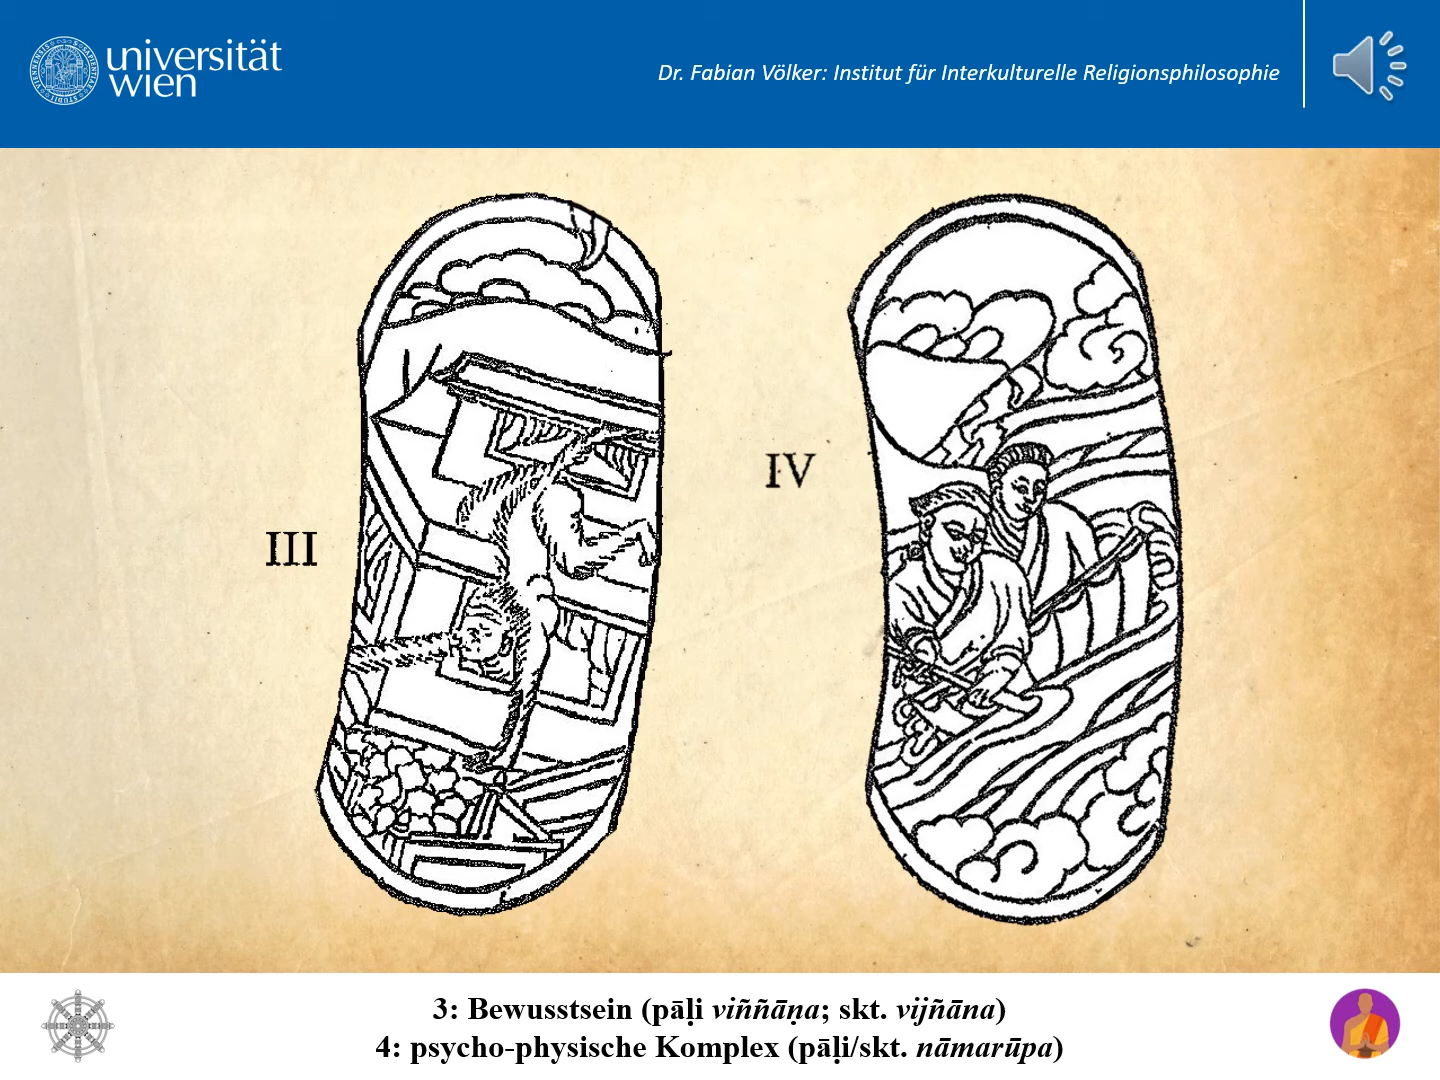 universität
wien
Dr. Fabian Völker: Institut für Interkulturelle Religionsphilosophie
III
IV
3: Bewusstsein (pāḷi viññāṇa; skt. vijñāna)
4: psycho-physische Komplex (pāḷi/skt. nāmarūpa)